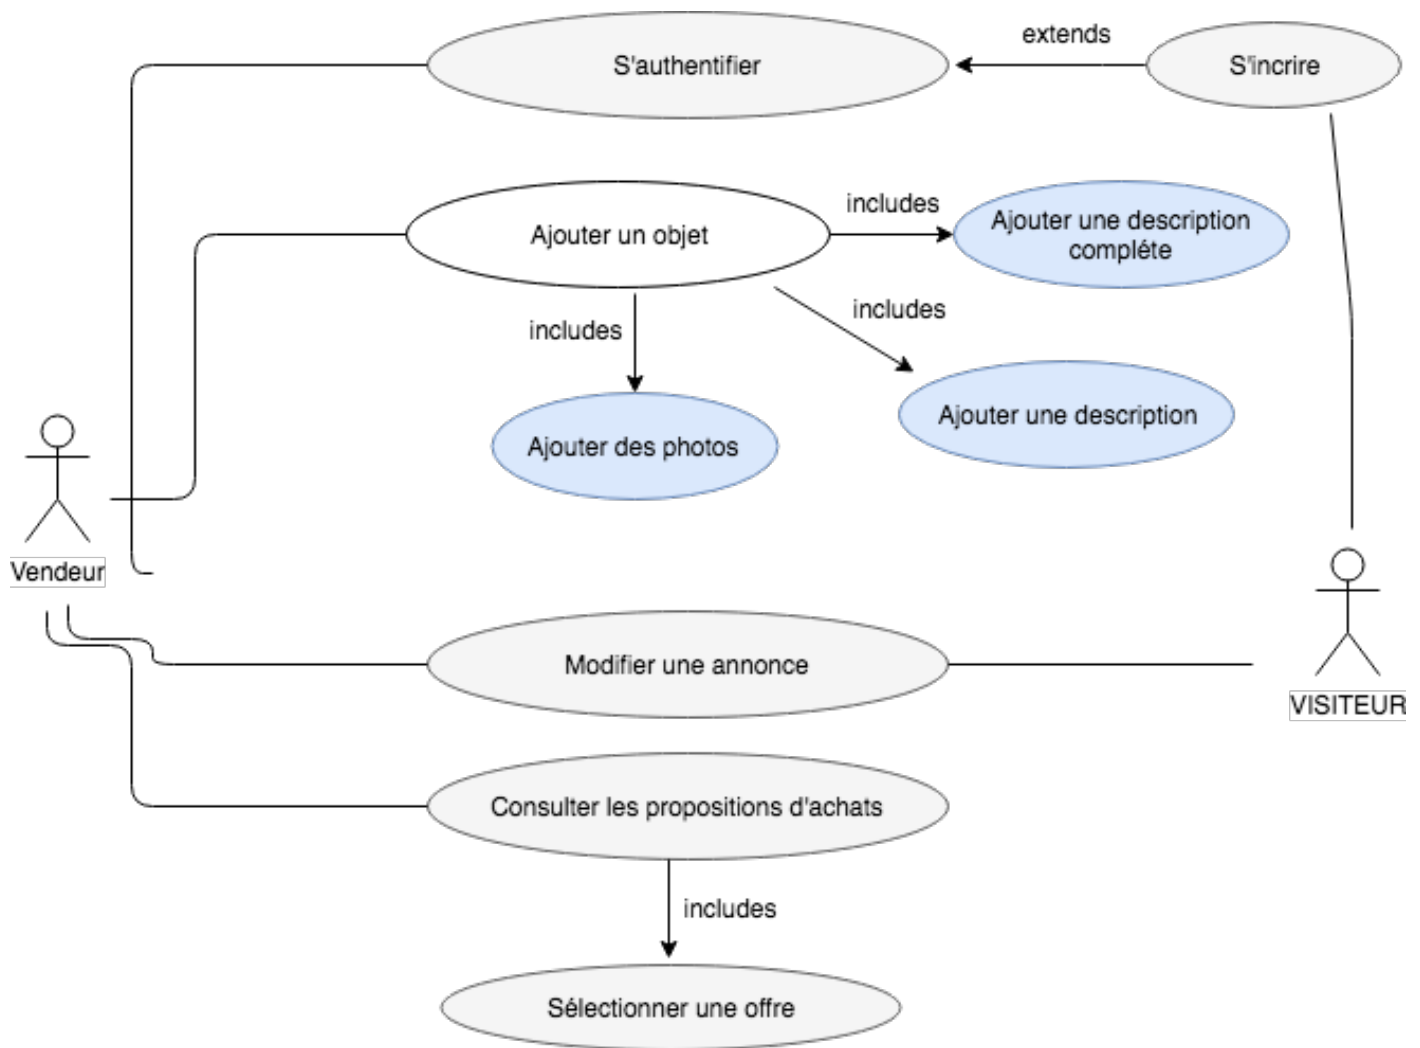 extends
S'authentifier
S'incrire
includes
Ajouter une description
compléte
Ajouter un objet
includes
includes
Ajouter une description
Ajouter des photos
Vendeur
Modifier une annonce
VISITEUR
Consulter les propositions d'achats
includes
Sélectionner une offre